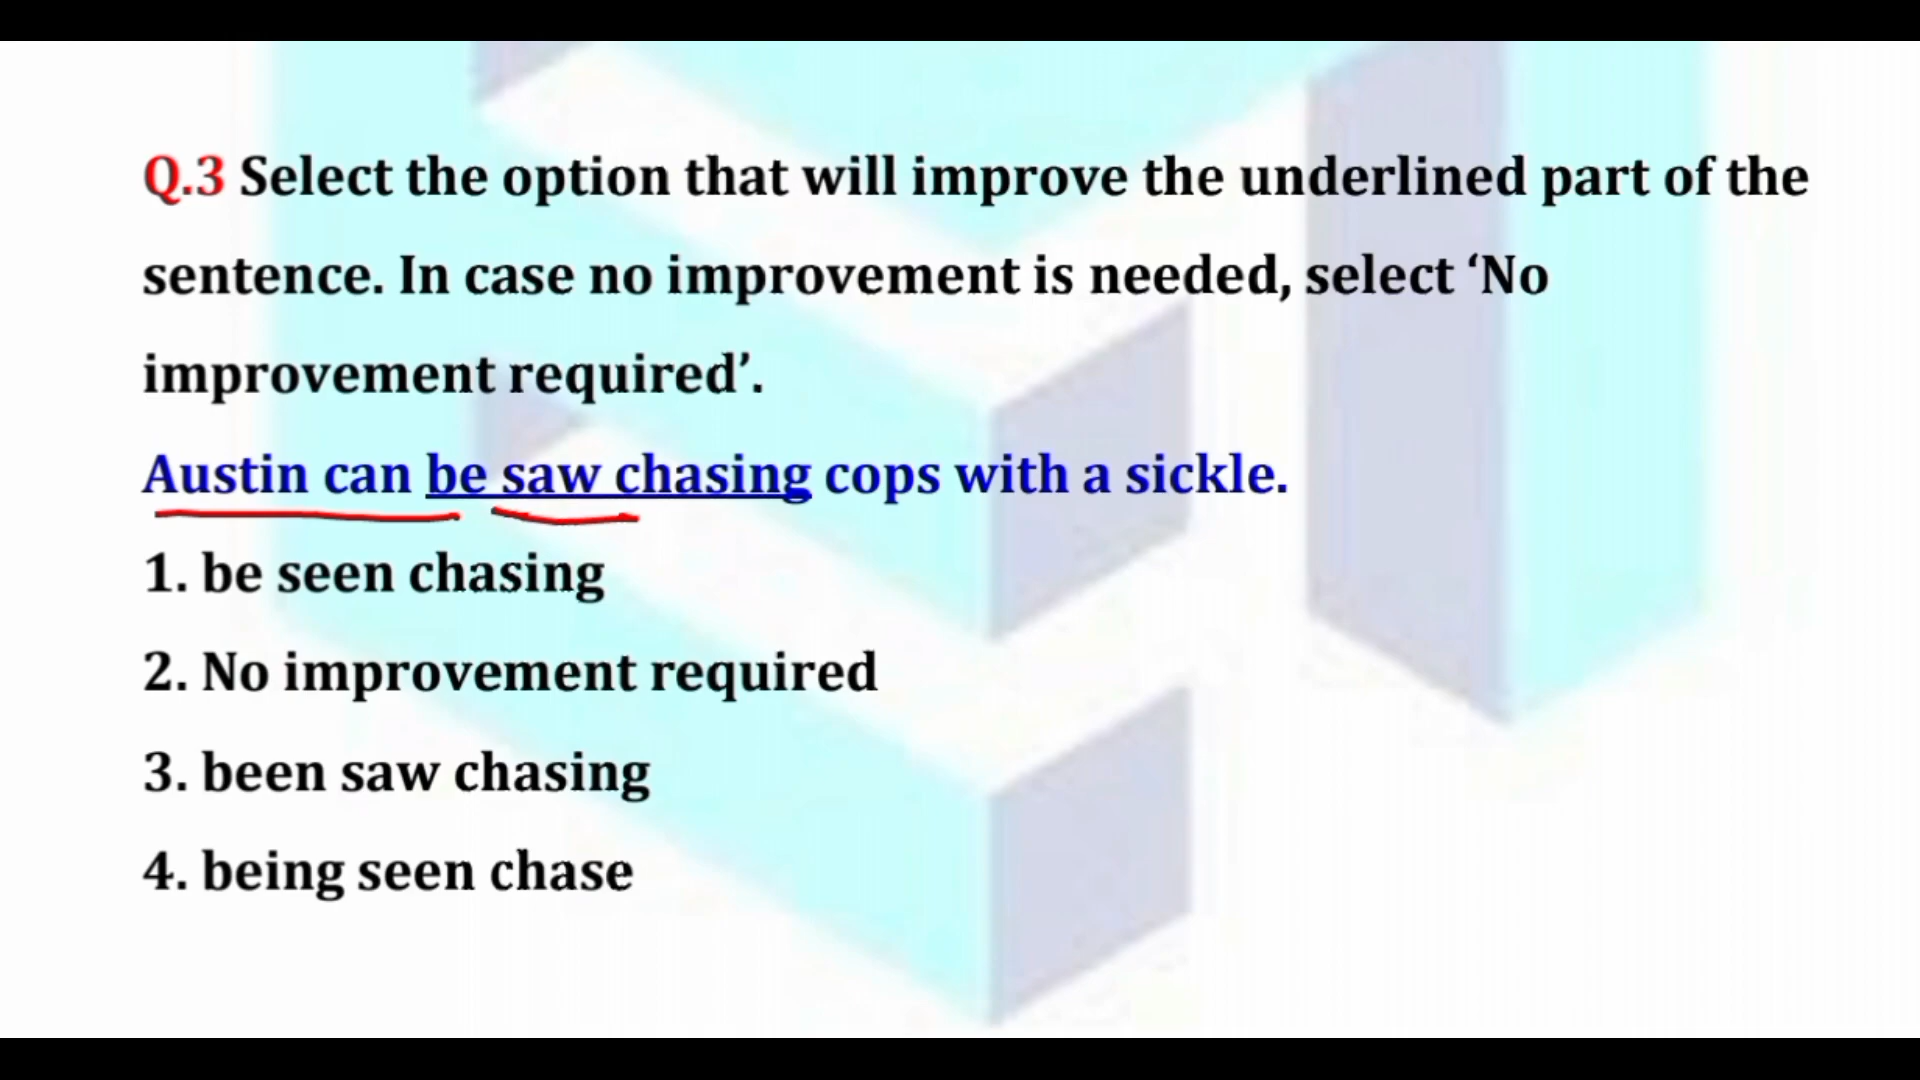 Q.3 Select the option that will improve the underlined part of the
sentence. In case no improvement is needed, select ‘No
improvement required’.
Austin can be saw chasing cops with a sickle.
1. be seen chasing
2. No improvement required
3. been saw chasing
4. being seen chase